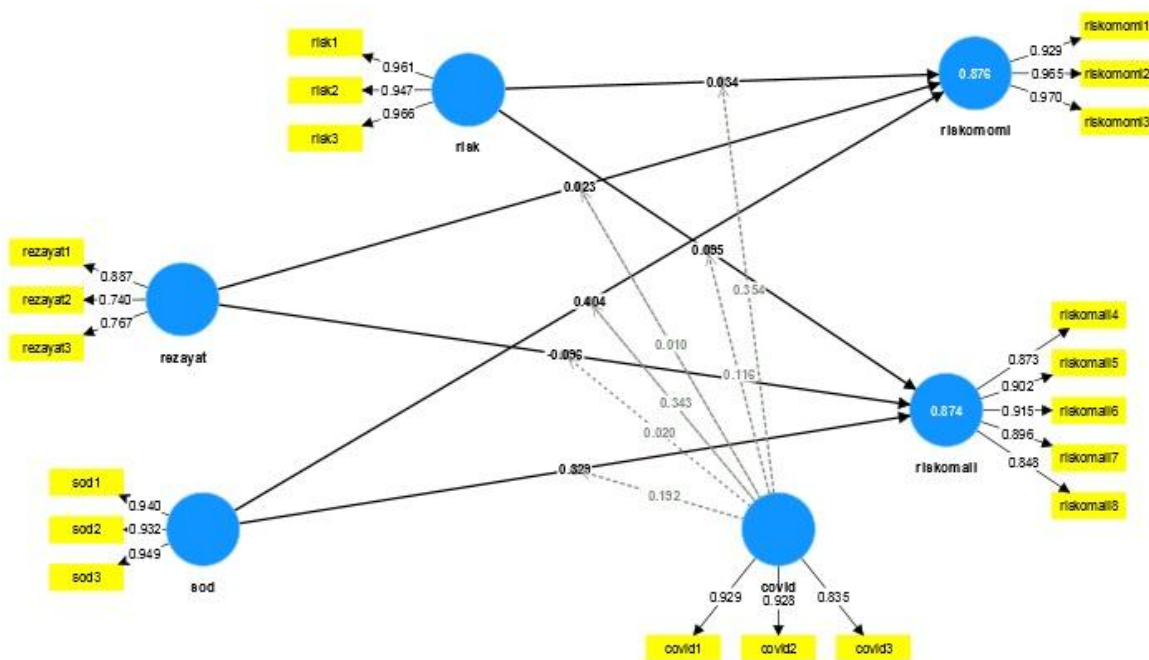 riskomomi1
risk1
0.929
0.961
risk2
0.947
0.034
0.876
0.965
riskomomi2
0.966
0.970
risk3
riskomomi3
risk
riskomomi
0.023
rezayat1
0.887
0.095
rezayat2
0.740
0.404
0.354
rezayat3
0.767
riskomali4
rezayat
0.010
0.873
-0.096
0.116
riskomali5
0.902
0.343
0.874
0.915
riskomali6
0.020
0.896
riskomali7
0.848
riskomali
sod1
0.192
riskomali8
0.940
sod2
0.932
0.949
sod3
sod
covid
0.929
0.928
0.835
covid1
covid2
covid3